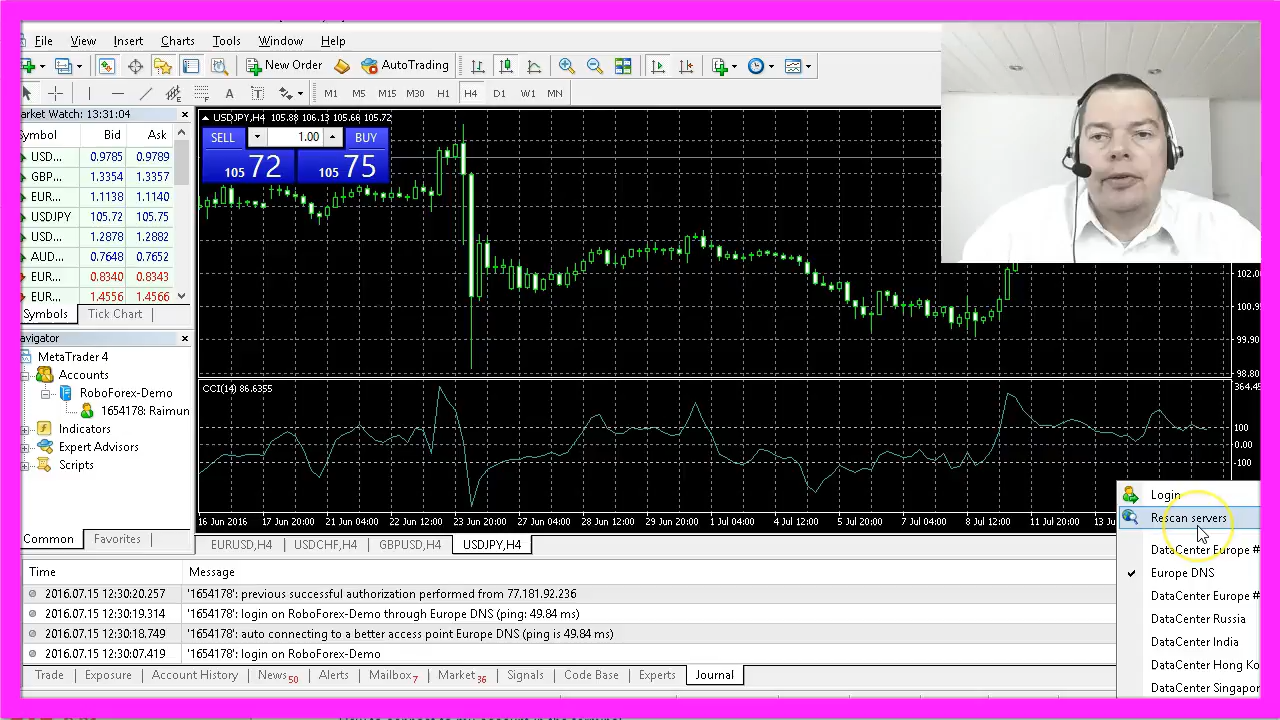 File View Insert Charts Tools Window Help
New Order AutoTrading
A T M1 M5 M15 M30 H1 H4 D1 W1 MN
arket Watch: 13:31:04
ymbol Bid Ask
USD... 0.9785 0.9789
GBP... 1.3354 1.3357
EUR... 1.1138 1.1140
USDJPY 105.72 105.75
USD... 1.2878 1.2882
AUD... 0.7648 0.7652
EUR... 0.8340 0.8343
EUR... 1.4556 1.4566
Symbols Tick Chart
avigator
MetaTrader 4
Accounts
RoboForex-Demo
1654178: Raimun
Indicators
Expert Advisors
Scripts
Common Favorites
USDJPY,H4 105.88 106.13 105.66 105.72
SELL 1.00 BUY
105 72 105 75
102.00
100.95
99.90
98.80
CCI(14) 86.6355
364.45
100
0.00
-100
16 Jun 2016 17 Jun 20:00 21 Jun 04:00 22 Jun 12:00 23 Jun 20:00 27 Jun 04:00 28 Jun 12:00 29 Jun 20:00 1 Jul 04:00 4 Jul 12:00 5 Jul 20:00 7 Jul 04:00 8 Jul 12:00 11 Jul 20:00 13 J
EURUSD,H4 USDCHF,H4 GBPUSD,H4 USDJPY,H4
Login
Rescan servers
DataCenter Europe #
Europe DNS
DataCenter Europe #
DataCenter Russia
DataCenter India
DataCenter Hong Ko
DataCenter Singapor
Time Message
2016.07.15 12:30:20.257 '1654178': previous successful authorization performed from 77.181.92.236
2016.07.15 12:30:19.314 '1654178': login on RoboForex-Demo through Europe DNS (ping: 49.84 ms)
2016.07.15 12:30:18.749 '1654178': auto connecting to a better access point Europe DNS (ping is 49.84 ms)
2016.07.15 12:30:07.419 '1654178': login on RoboForex-Demo
Trade Exposure Account History News 50 Alerts Mailbox 7 Market 36 Signals Code Base Experts Journal